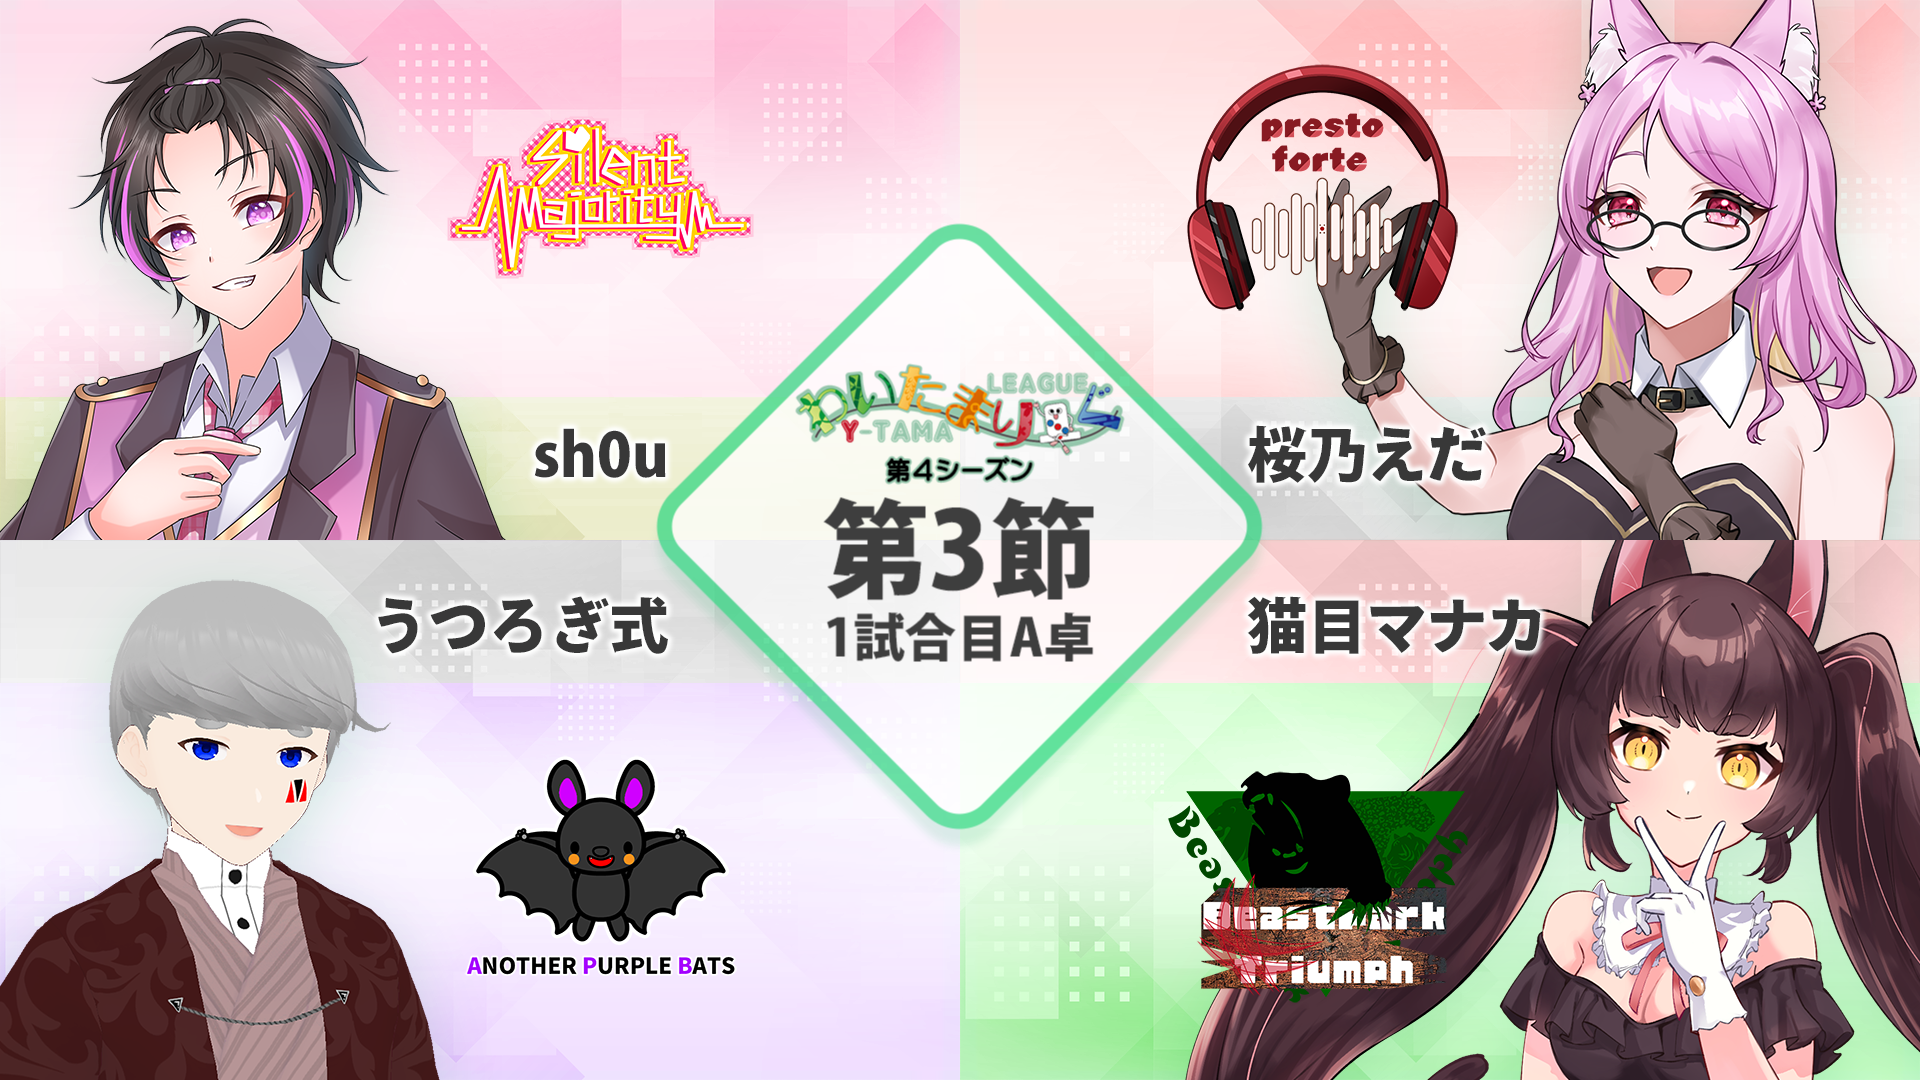 Silent
Majority
sh0u
presto
forte
桜乃えだ
わいたまりーぐ
LEAGUE
Y-TAMA
第4シーズン
第3節
1試合目A卓
うつろぎ式
ANOTHER PURPLE BATS
猫目マナカ
Triumph